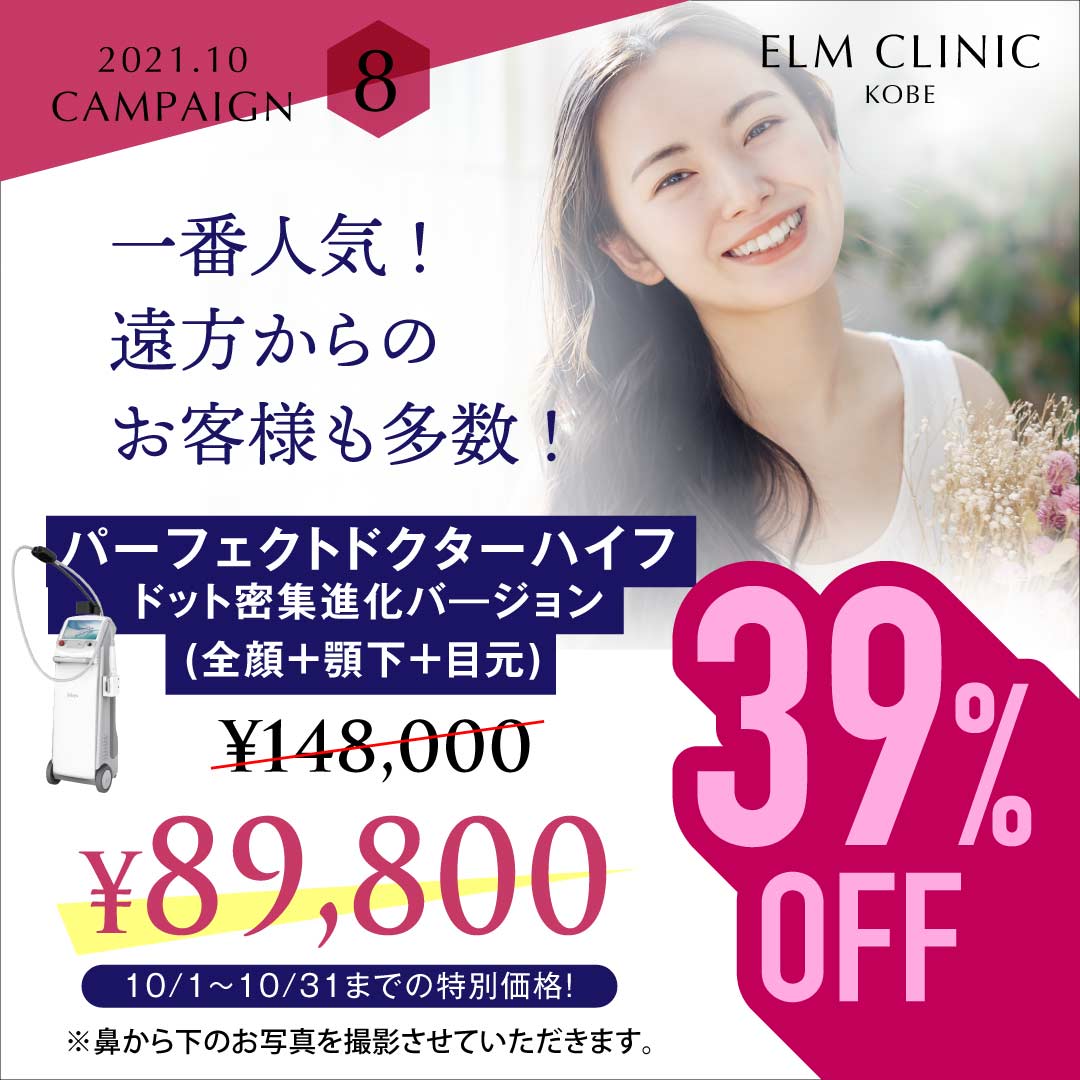 2021.10
CAMPAIGN
8
ELM CLINIC
KOBE
一番人気！
遠方からの
お客様も多数！
パーフェクトドクターハイフ
ドット密集進化バージョン
(全顔＋顎下＋目元)
¥148,000
¥89,800
39%
OFF
10/1〜10/31までの特別価格!
※鼻から下のお写真を撮影させていただきます。